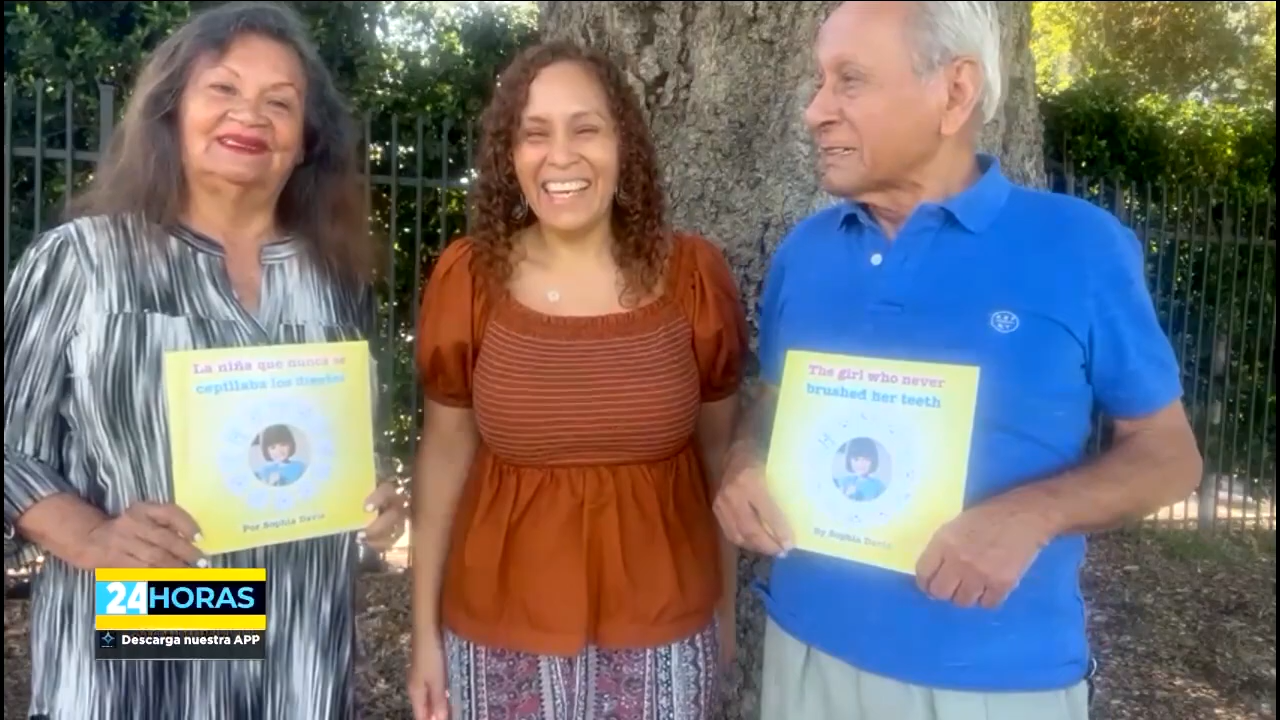 La niña que nunca se
cepillaba los dientes
Por Sophia Davis
The girl who never
brushed her teeth
By Sophia Davis
24HORAS
Descarga nuestra APP